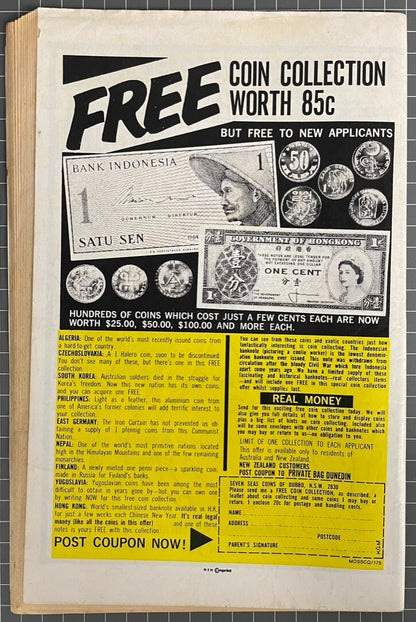 FREE
COIN COLLECTION
WORTH 85c
BUT FREE TO NEW APPLICANTS
BANK INDONESIA
1
GUBERNUR DIREKTUR
SATU SEN
1964
50
GOVERNMENT OF HONGKONG
ONE CENT
HUNDREDS OF COINS WHICH COST JUST A FEW CENTS EACH ARE NOW
WORTH $25.00, $50.00, $100.00 AND MORE EACH.
ALGERIA: One of the world's most recently issued coins from
a hard-to-get country.
CZECHOSLOVAKIA: A 1 Halero coin, soon to be discontinued.
You don't see many of these, but there's one in this FREE
collection.
SOUTH KOREA: Australian soldiers died in the struggle for
Korea's freedom. Now this new nation has its own coins,
and you can acquire one FREE.
PHILIPPINES: Light as a feather, this aluminium coin from
one of America's former colonies will add terrific interest to
your collection.
EAST GERMANY: The Iron Curtain has not prevented us ob-
taining a supply of 1 pfennig coins from this Communist
Nation.
NEPAL: One of the world's most primitive nations located
high in the Himalayan Mountains and one of the few remaining
monarchies.
FINLAND: A newly minted one penni piece—a sparkling coin,
made in Russia for Finland's banks.
YUGOSLAVIA: Yugoslavian coins have been among the most
difficult to obtain in years gone by—but you can own one
by writing NOW for this free coin collection.
HONG KONG: World's smallest-sized banknote available in H.K.
for just a few weeks each Chinese New Year. It's real legal
money (like all the coins in this offer) and one of these
notes is yours FREE with this collection.
POST COUPON NOW!
You can see from these coins and exotic countries just how
fantastically interesting is coin collecting. The Indonesian
banknote (picturing a coolie worker) is the lowest denomin-
ation banknote ever issued. This note was withdrawn from
circulation after the bloody Civil War which tore Indonesia
apart some years ago. We have a limited supply of these
fascinating and historical banknotes—real collectors' items
—and will include one FREE in this special coin collection
offer whilst supplies last.
REAL MONEY
Send for this exciting free coin collection today. We will
also give you full details of how to store and display coins
plus a big list of hints on coin collecting. Included also
will be some envelopes with other coins and banknotes which
you may buy or return to us—no obligation to you.
LIMIT OF ONE COLLECTION TO EACH APPLICANT
This offer is available only to residents of
Australia and New Zealand.
NEW ZEALAND CUSTOMERS
POST COUPON TO PRIVATE BAG DUNEDIN
SEVEN SEAS COINS OF DUBBO, N.S.W. 2830
Please send me a FREE COIN COLLECTION, as described, a
leaflet about coin collecting and some coins I may buy or
return. I enclose 20c for postage and handling costs.
NAME
ADDRESS
POSTCODE
PARENT'S SIGNATURE
KGM
MOSSCQ/175